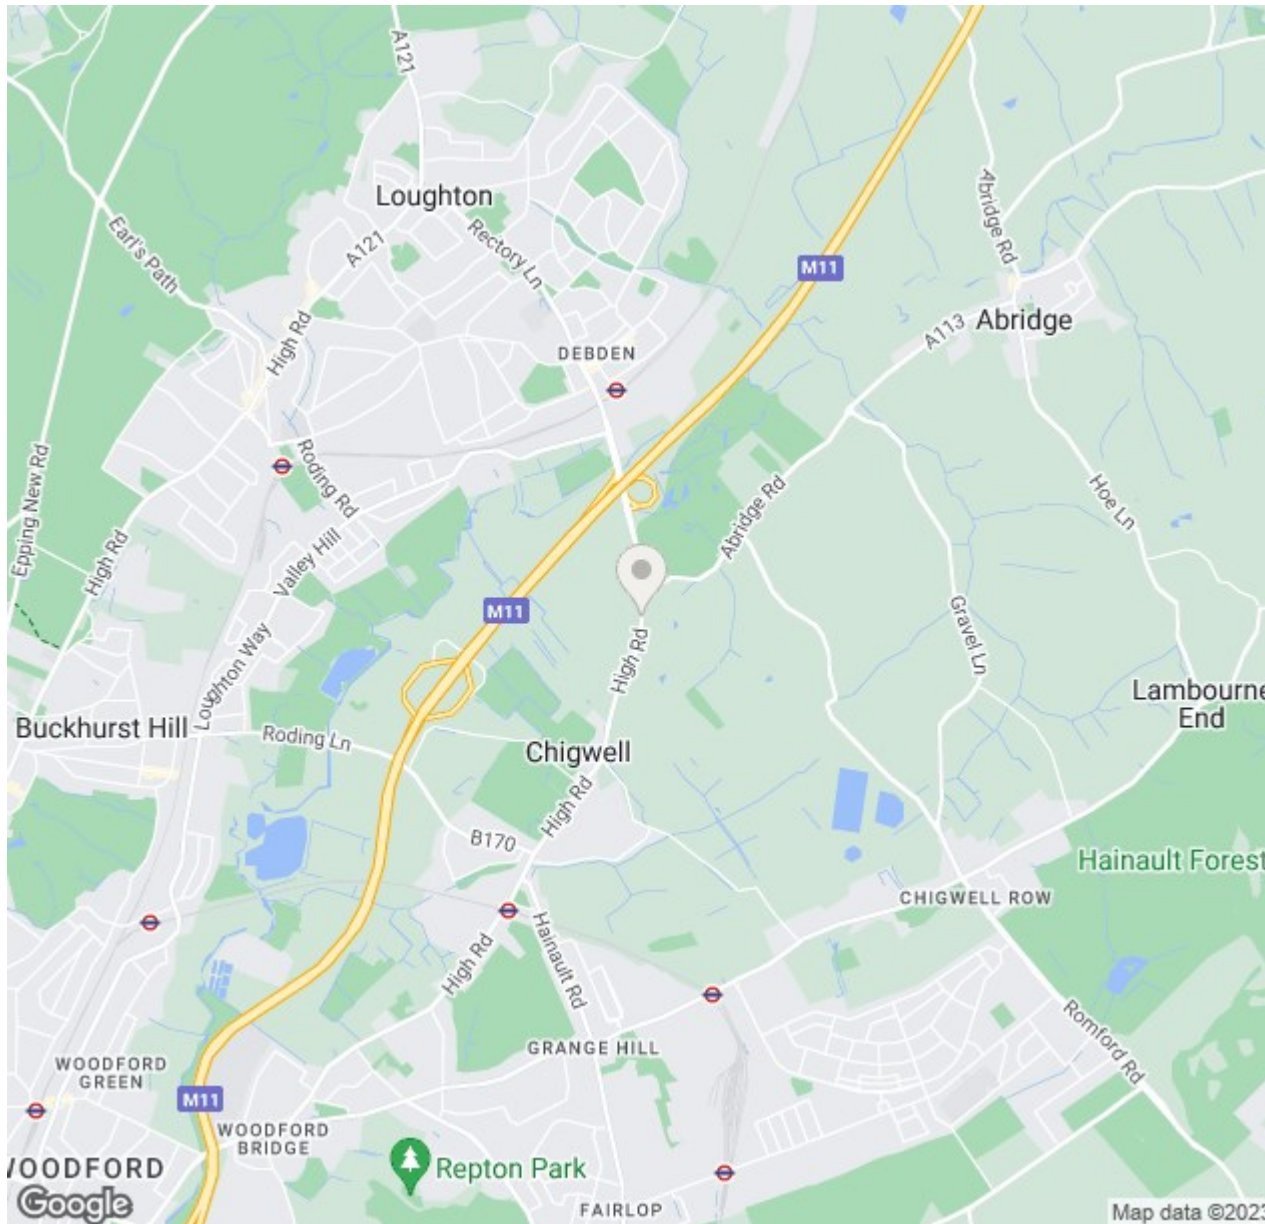 A121
Loughton
A121
Rectory Ln
Earl's Path
High Rd
M11
Abridge Rd
A113
Abridge
DEBDEN
Epping New Rd
Roding Rd
High Rd
Valley Hill
Abridge Rd
Hoe Ln
M11
High Rd
Gravel Ln
Loughton Way
Lambourne
End
Buckhurst Hill
Roding Ln
Chigwell
High Rd
B170
Hainault Forest
CHIGWELL ROW
High Rd
Hainault Rd
Romford Rd
GRANGE HILL
WOODFORD
GREEN
M11
WOODFORD
BRIDGE
WOODFORD
Repton Park
FAIRLOP
Google
Map data ©2023